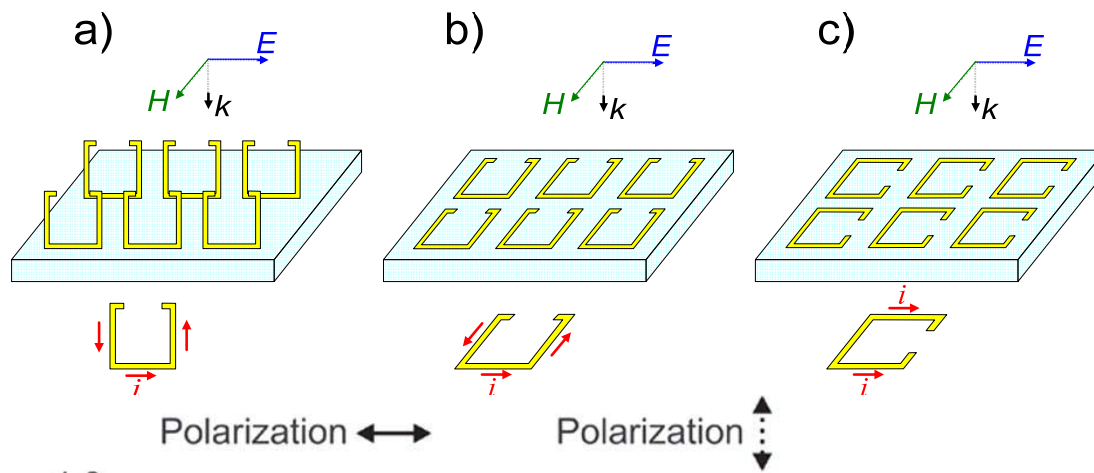 a) b) c)
E E E
H k H k H k
i
i i i
Polarization Polarization